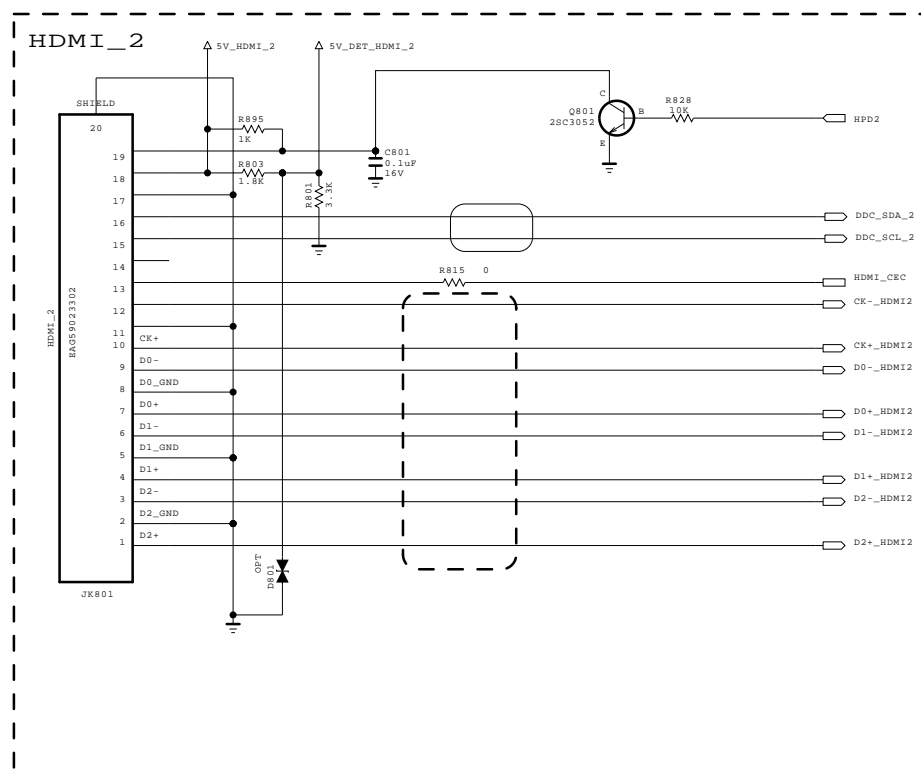 HDMI_2
5V_HDMI_2
5V_DET_HDMI_2
SHIELD
20
R895
1K
C
Q801
2SC3052
B
E
R828
10K
HPD2
19
C801
0.1uF
16V
R803
1.8K
18
R801
3.3K
17
16
DDC_SDA_2
15
DDC_SCL_2
14
R815 0
13
HDMI_CEC
12
CK-_HDMI2
11
HDMI_2
EAG59023302
10
CK+
CK+_HDMI2
D0-
9
D0-_HDMI2
D0_GND
8
D0+
7
D0+_HDMI2
D1-
6
D1-_HDMI2
D1_GND
5
D1+
4
D1+_HDMI2
D2-
3
D2-_HDMI2
D2_GND
2
D2+
1
D2+_HDMI2
OPT
D801
JK801